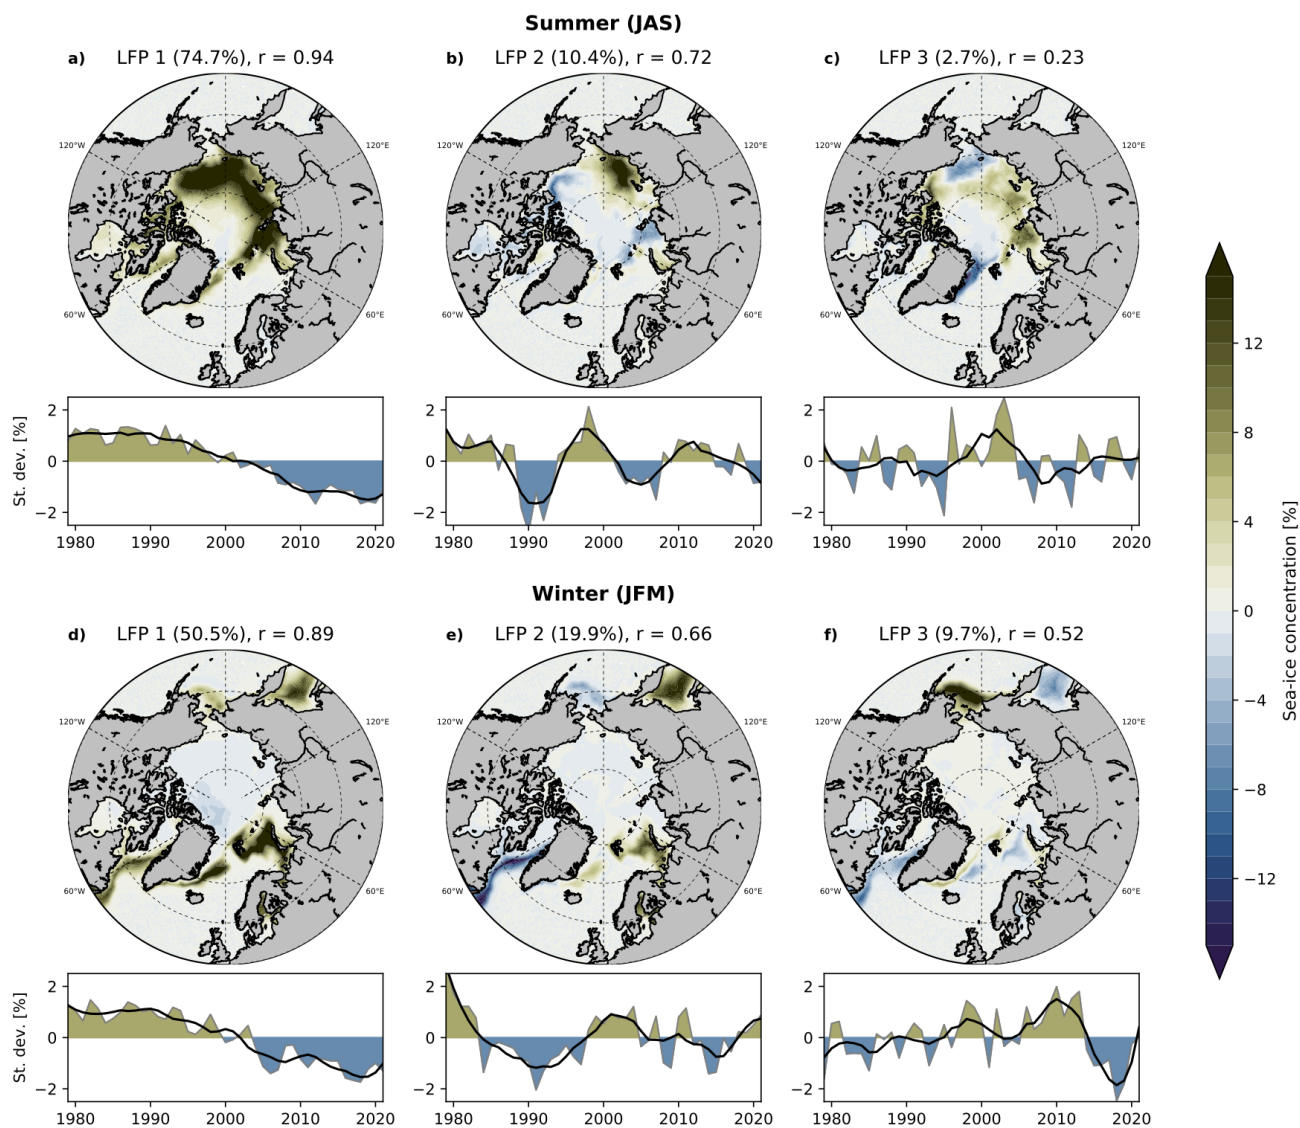 Summer (JAS)
a) LFP 1 (74.7%), r = 0.94
b) LFP 2 (10.4%), r = 0.72
c) LFP 3 (2.7%), r = 0.23
120°W 120°E 120°W 120°E 120°W 120°E
60°W 60°E 60°W 60°E 60°W 60°E
St. dev. [%]
2 2 2
0 0 0
−2 −2 −2
1980 1990 2000 2010 2020 1980 1990 2000 2010 2020 1980 1990 2000 2010 2020
Winter (JFM)
d) LFP 1 (50.5%), r = 0.89
e) LFP 2 (19.9%), r = 0.66
f) LFP 3 (9.7%), r = 0.52
120°W 120°E 120°W 120°E 120°W 120°E
60°W 60°E 60°W 60°E 60°W 60°E
St. dev. [%]
2 2 2
0 0 0
−2 −2 −2
1980 1990 2000 2010 2020 1980 1990 2000 2010 2020 1980 1990 2000 2010 2020
12
8
4
0
−4
−8
−12
Sea-ice concentration [%]